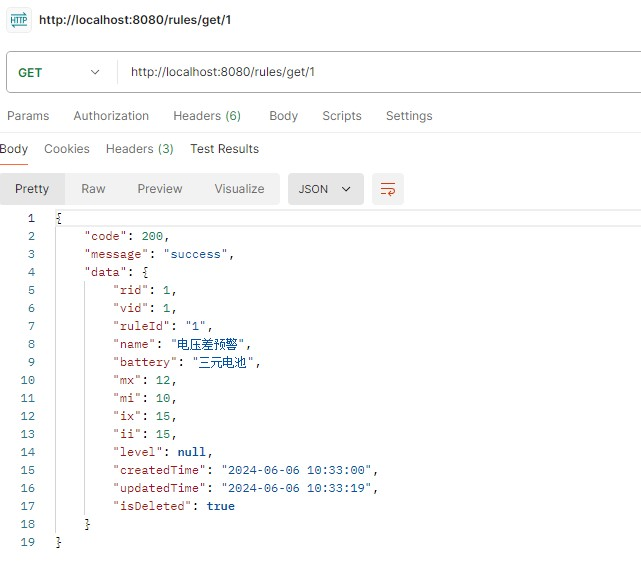 HTTP http://localhost:8080/rules/get/1
GET http://localhost:8080/rules/get/1
Params Authorization Headers (6) Body Scripts Settings
Body Cookies Headers (3) Test Results
Pretty Raw Preview Visualize JSON
1 {
2 "code": 200,
3 "message": "success",
4 "data": {
5 "rid": 1,
6 "vid": 1,
7 "ruleId": "1",
8 "name": "电压差预警",
9 "battery": "三元电池",
10 "mx": 12,
11 "mi": 10,
12 "ix": 15,
13 "ii": 15,
14 "level": null,
15 "createdTime": "2024-06-06 10:33:00",
16 "updatedTime": "2024-06-06 10:33:19",
17 "isDeleted": true
18 }
19 }